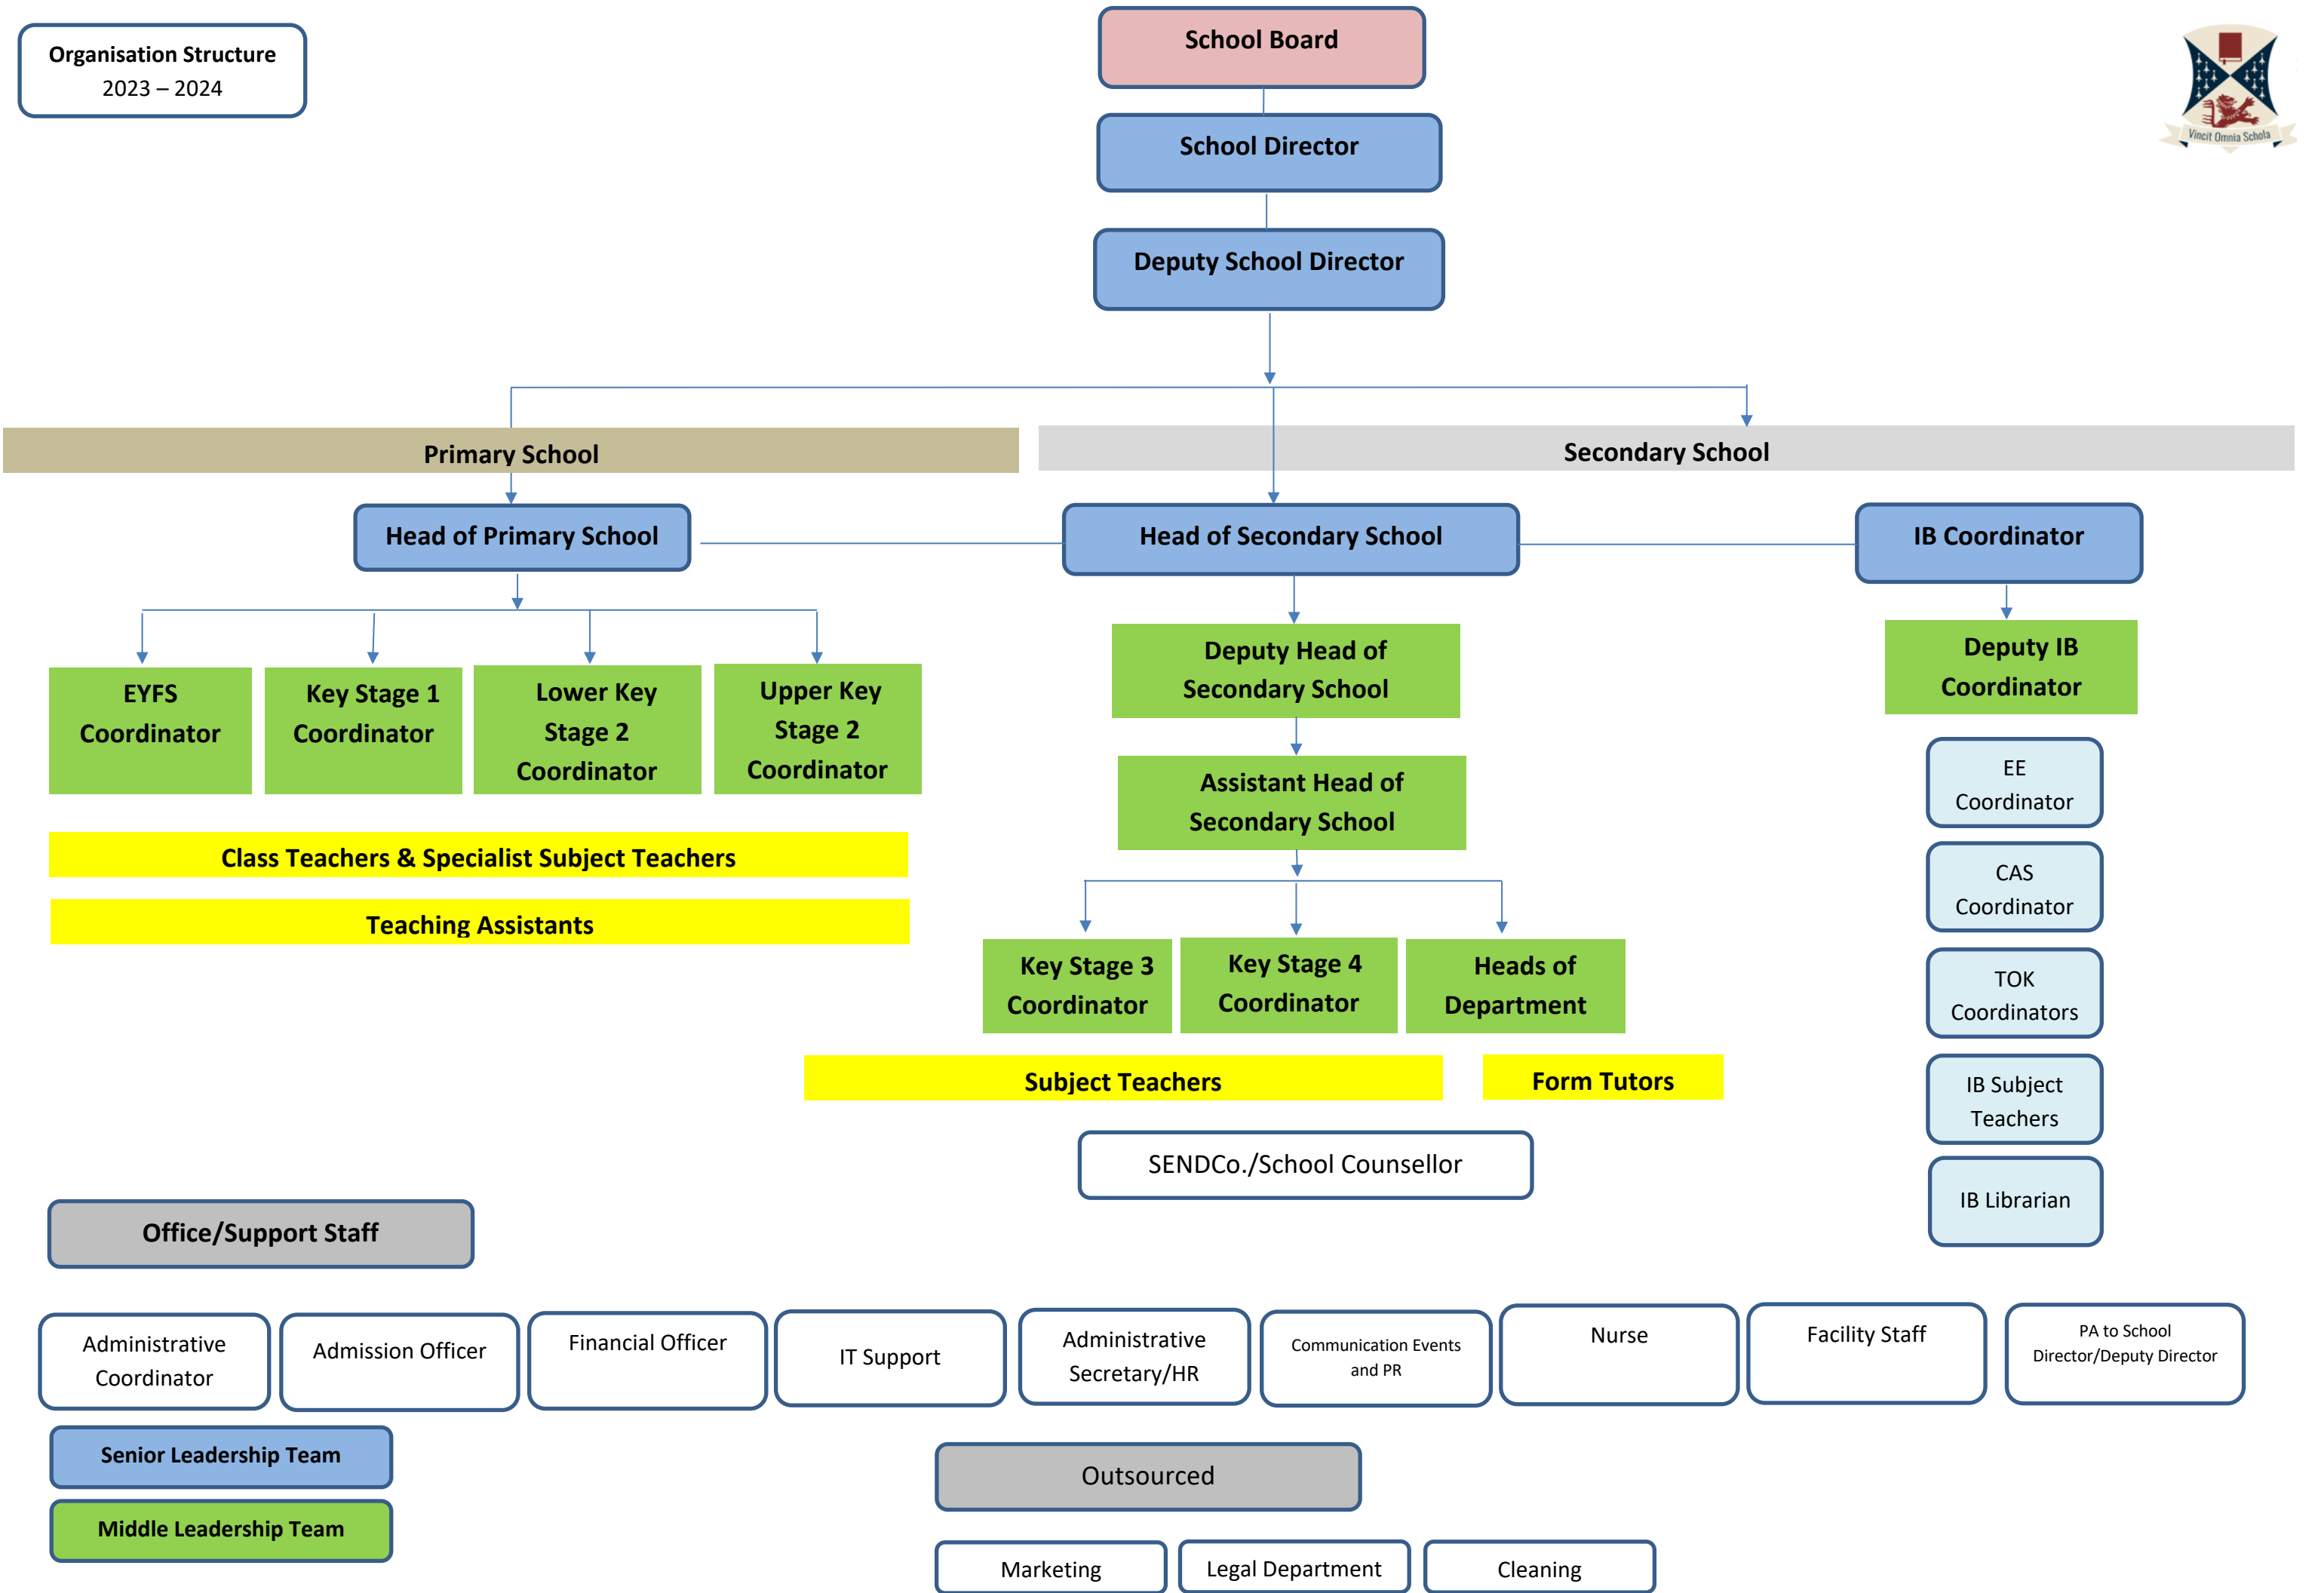 Organisation Structure
2023 – 2024
School Board
Vincit Omnia Schola
School Director
Deputy School Director
Primary School
Secondary School
Head of Primary School
Head of Secondary School
IB Coordinator
EYFS
Coordinator
Key Stage 1
Coordinator
Lower Key
Stage 2
Coordinator
Upper Key
Stage 2
Coordinator
Deputy Head of
Secondary School
Deputy IB
Coordinator
Assistant Head of
Secondary School
EE
Coordinator
Class Teachers & Specialist Subject Teachers
CAS
Coordinator
Teaching Assistants
Key Stage 3
Coordinator
Key Stage 4
Coordinator
Heads of
Department
TOK
Coordinators
Subject Teachers
Form Tutors
IB Subject
Teachers
SENDCo./School Counsellor
IB Librarian
Office/Support Staff
Administrative
Coordinator
Admission Officer
Financial Officer
IT Support
Administrative
Secretary/HR
Communication Events
and PR
Nurse
Facility Staff
PA to School
Director/Deputy Director
Senior Leadership Team
Middle Leadership Team
Outsourced
Marketing
Legal Department
Cleaning